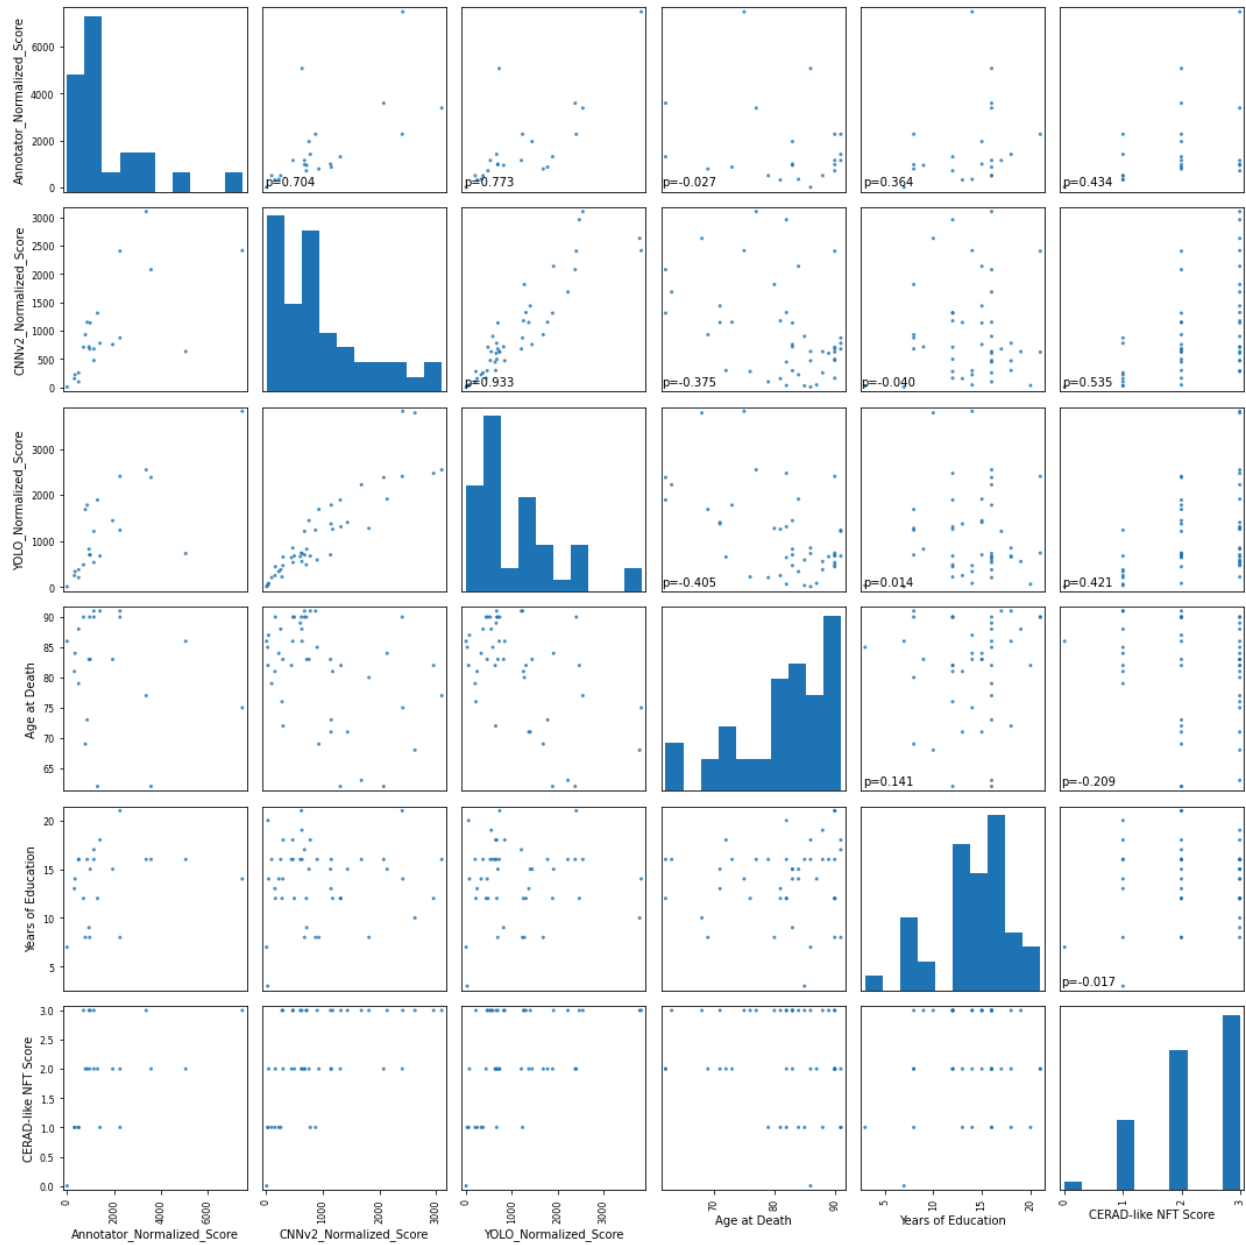 Annotator_Normalized_Score
6000
4000
2000
0
p=0.704
p=0.773
p=-0.027
p=0.364
p=0.434
CNNv2_Normalized_Score
3000
2500
2000
1500
1000
500
0
p=0.933
p=-0.375
p=-0.040
p=0.535
YOLO_Normalized_Score
3000
2000
1000
0
p=-0.405
p=0.014
p=0.421
Age at Death
90
85
80
75
70
65
p=0.141
p=-0.209
Years of Education
20
15
10
5
p=-0.017
CERAD-like NFT Score
3.0
2.5
2.0
1.5
1.0
0.5
0.0
0 2000 4000 6000
Annotator_Normalized_Score
0 1000 2000 3000
CNNv2_Normalized_Score
0 1000 2000 3000
YOLO_Normalized_Score
70 80 90
Age at Death
5 10 15 20
Years of Education
0 1 2 3
CERAD-like NFT Score